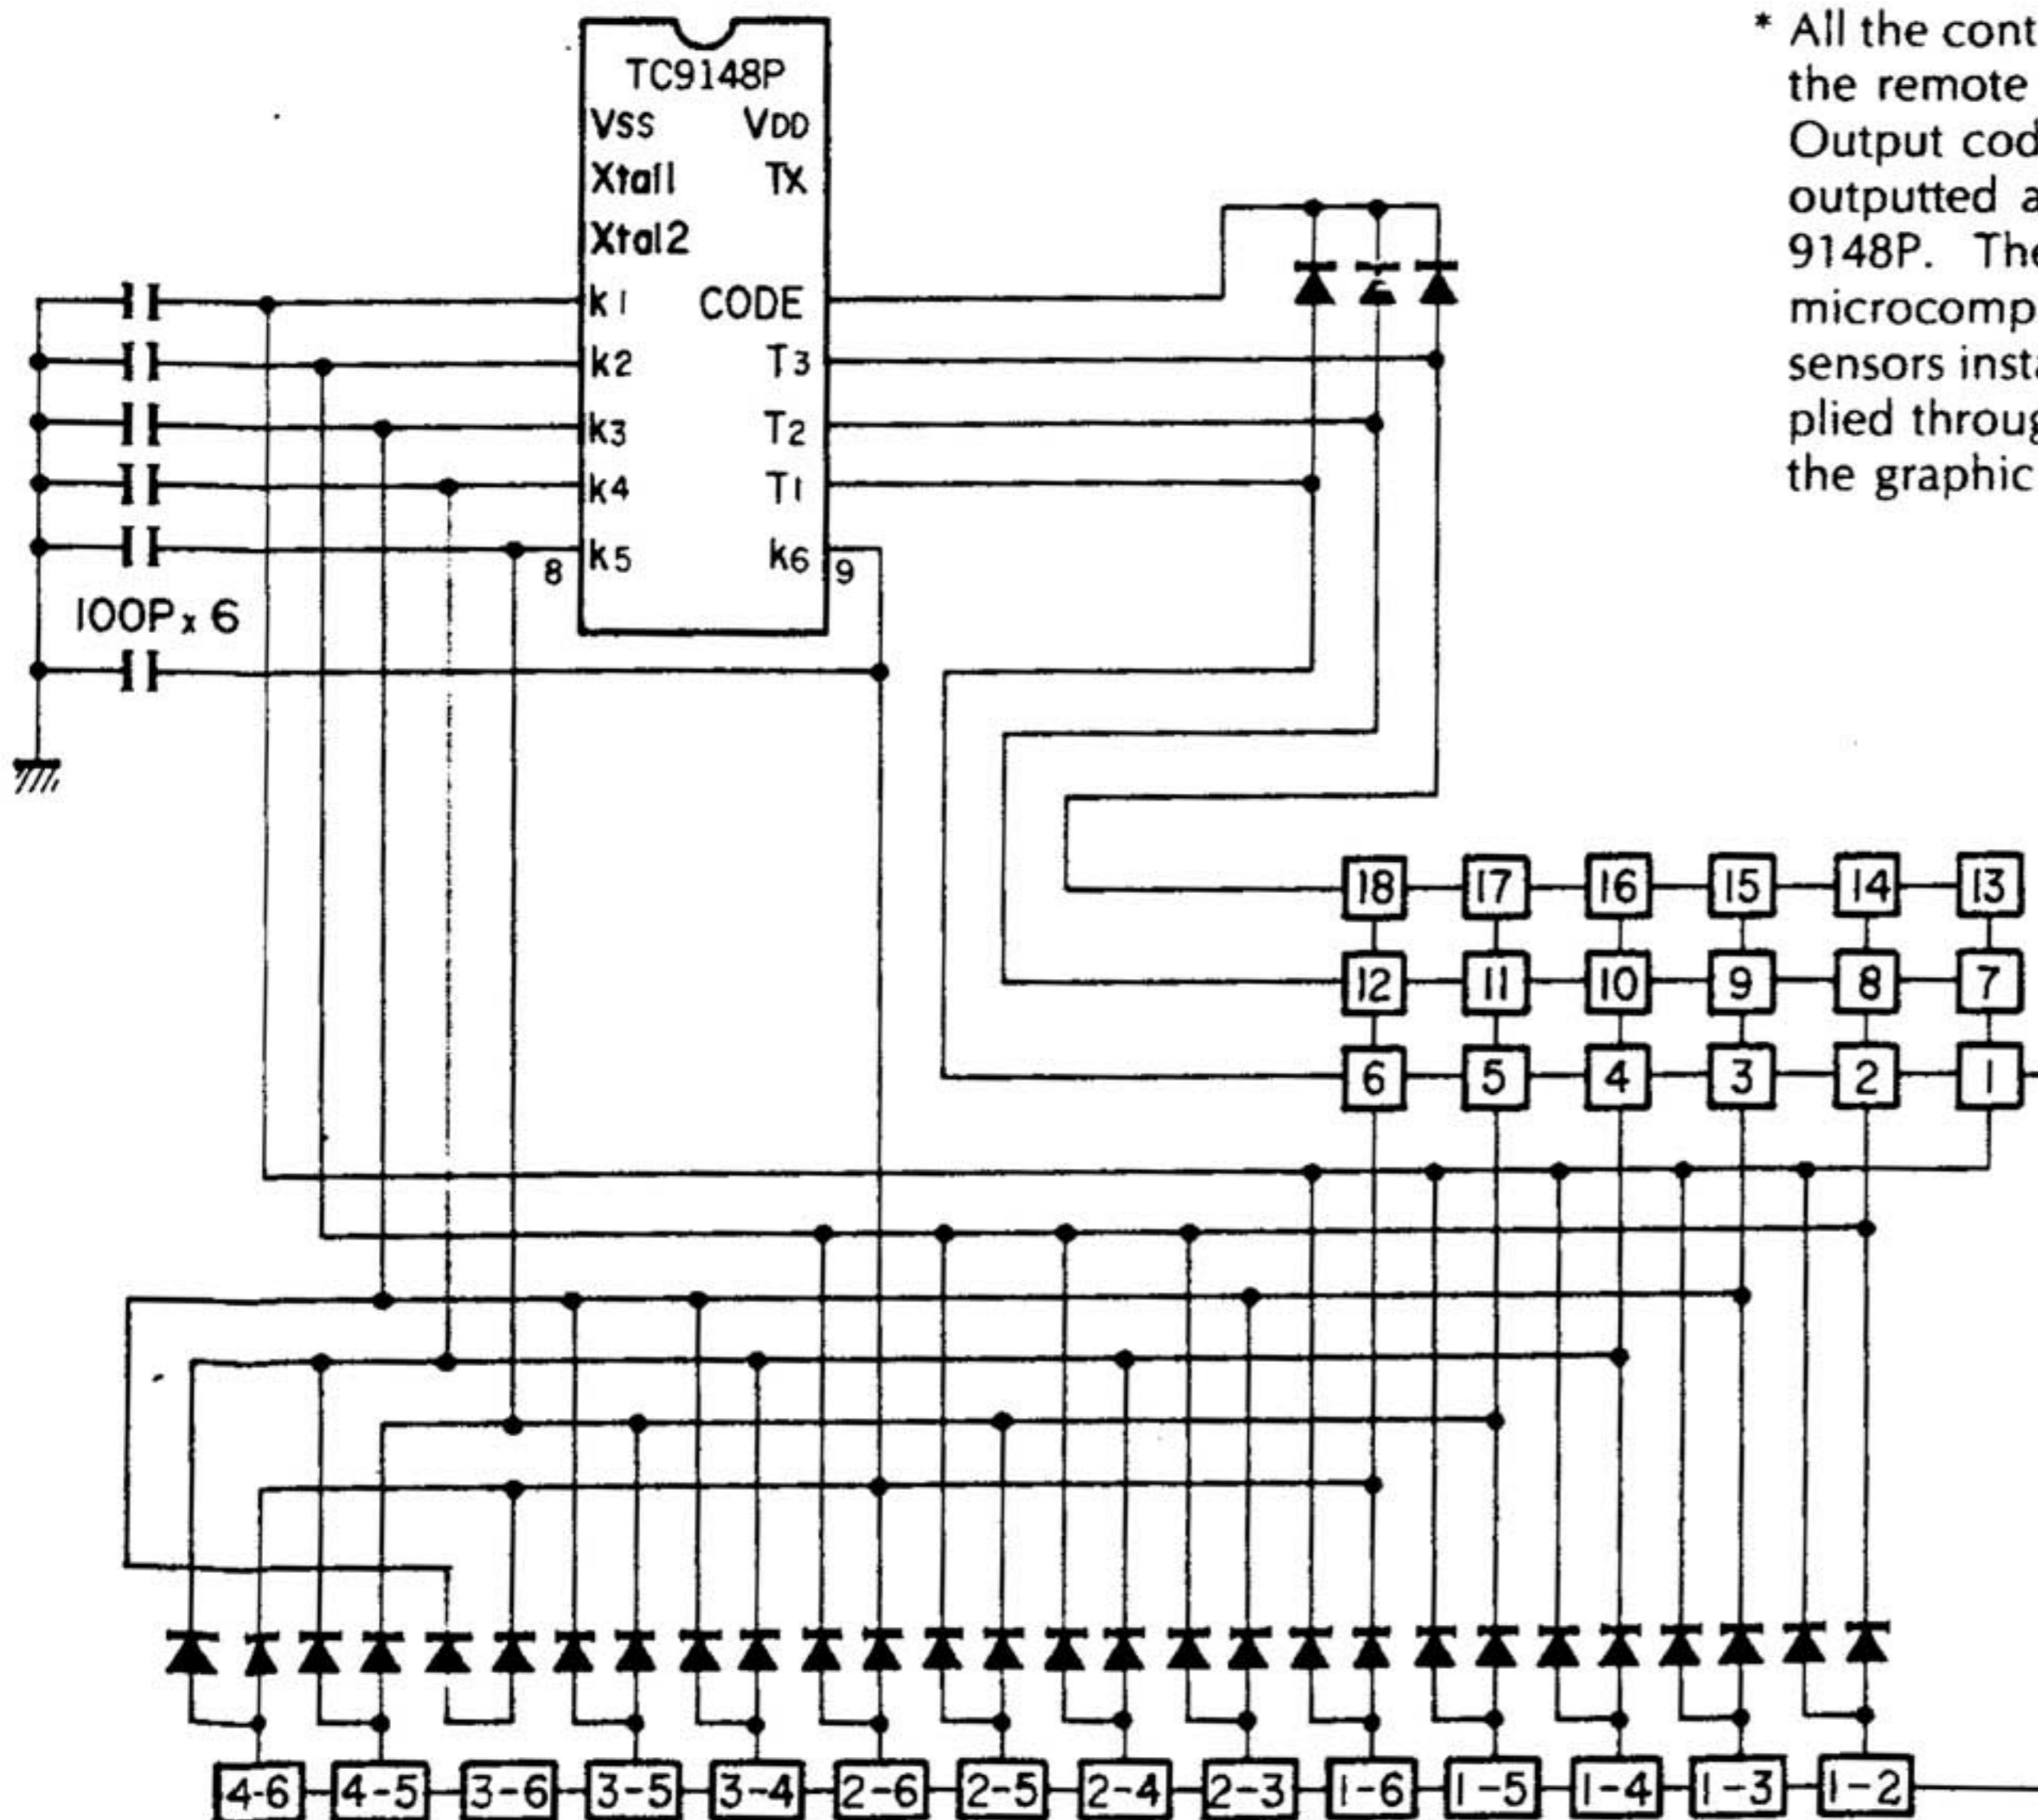 * All the cont
the remote
Output cod
outputted a
9148P. The
microcomp
sensors insta
plied throug
the graphic
TC9148P
VSS VDD
Xtal1 TX
Xtal2
k1 CODE
k2 T3
k3 T2
k4 T1
8 k5 k6 9
100P x 6
18 17 16 15 14 13
12 11 10 9 8 7
6 5 4 3 2 1
4-6 4-5 3-6 3-5 3-4 2-6 2-5 2-4 2-3 1-6 1-5 1-4 1-3 1-2